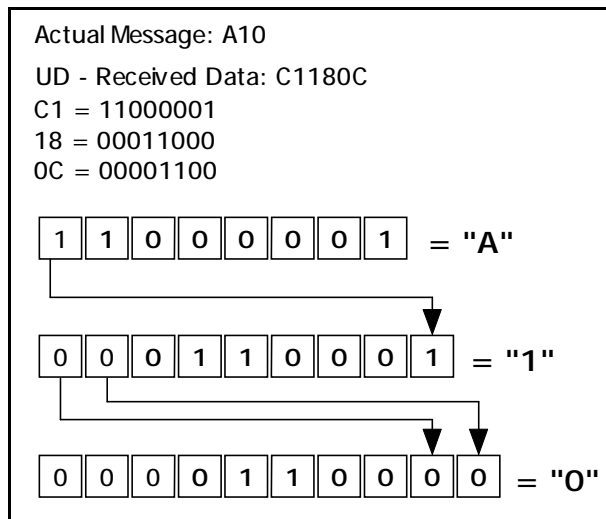 Actual Message: A10
UD - Received Data: C1180C
C1 = 11000001
18 = 00011000
0C = 00001100
1 1 0 0 0 0 0 1 = "A"
0 0 0 1 1 0 0 0 1 = "1"
0 0 0 0 1 1 0 0 0 0 = "0"